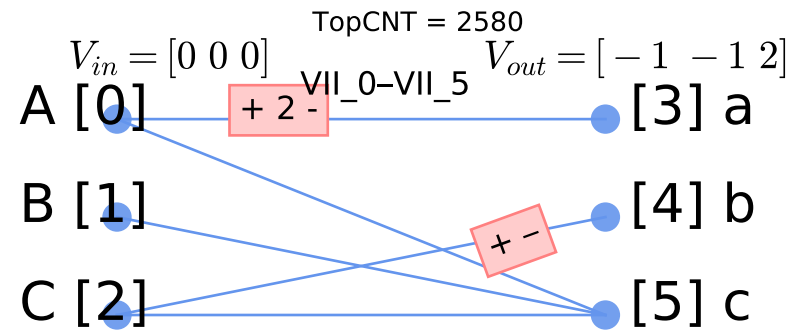 TopCNT = 2580
V_in = [0 0 0]
V_out = [ − 1 − 1 2]
VII_0–VII_5
A [0]
+ 2 -
[3] a
B [1]
[4] b
+ −
C [2]
[5] c